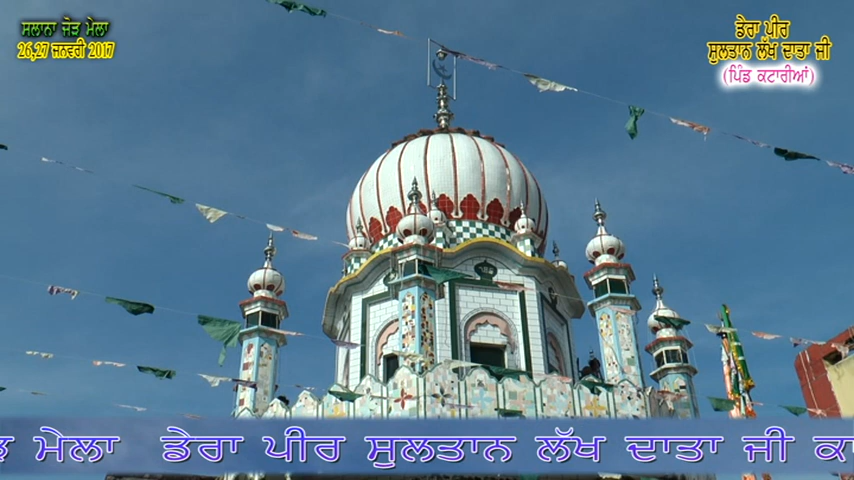 ਸਲਾਨਾ ਜੋੜ ਮੇਲਾ
26,27 ਜਨਵਰੀ 2017
ਡੇਰਾ ਪੀਰ
ਸੁਲਤਾਨ ਲੱਖ ਦਾਤਾ ਜੀ
(ਪਿੰਡ ਕਟਾਰੀਆਂ)
ਮੇਲਾ ਡੇਰਾ ਪੀਰ ਸੁਲਤਾਨ ਲੱਖ ਦਾਤਾ ਜੀ